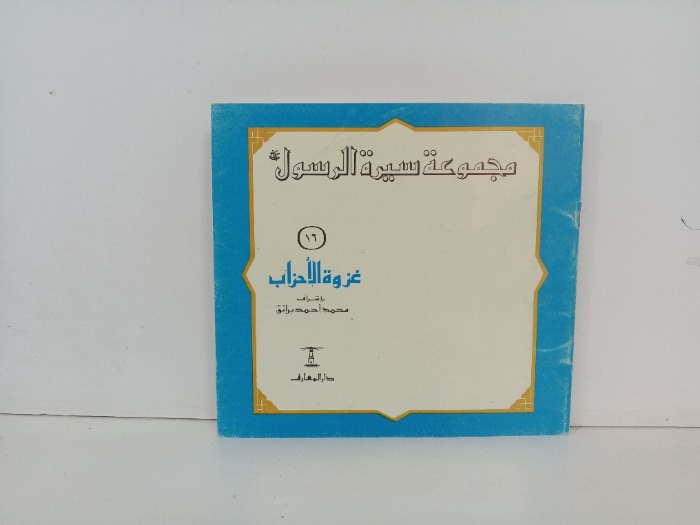 مجموعة سيرة الرسول ﷺ
١٦
غزوة الأحزاب
بإشراف
محمد أحمد برانق
دار المعارف